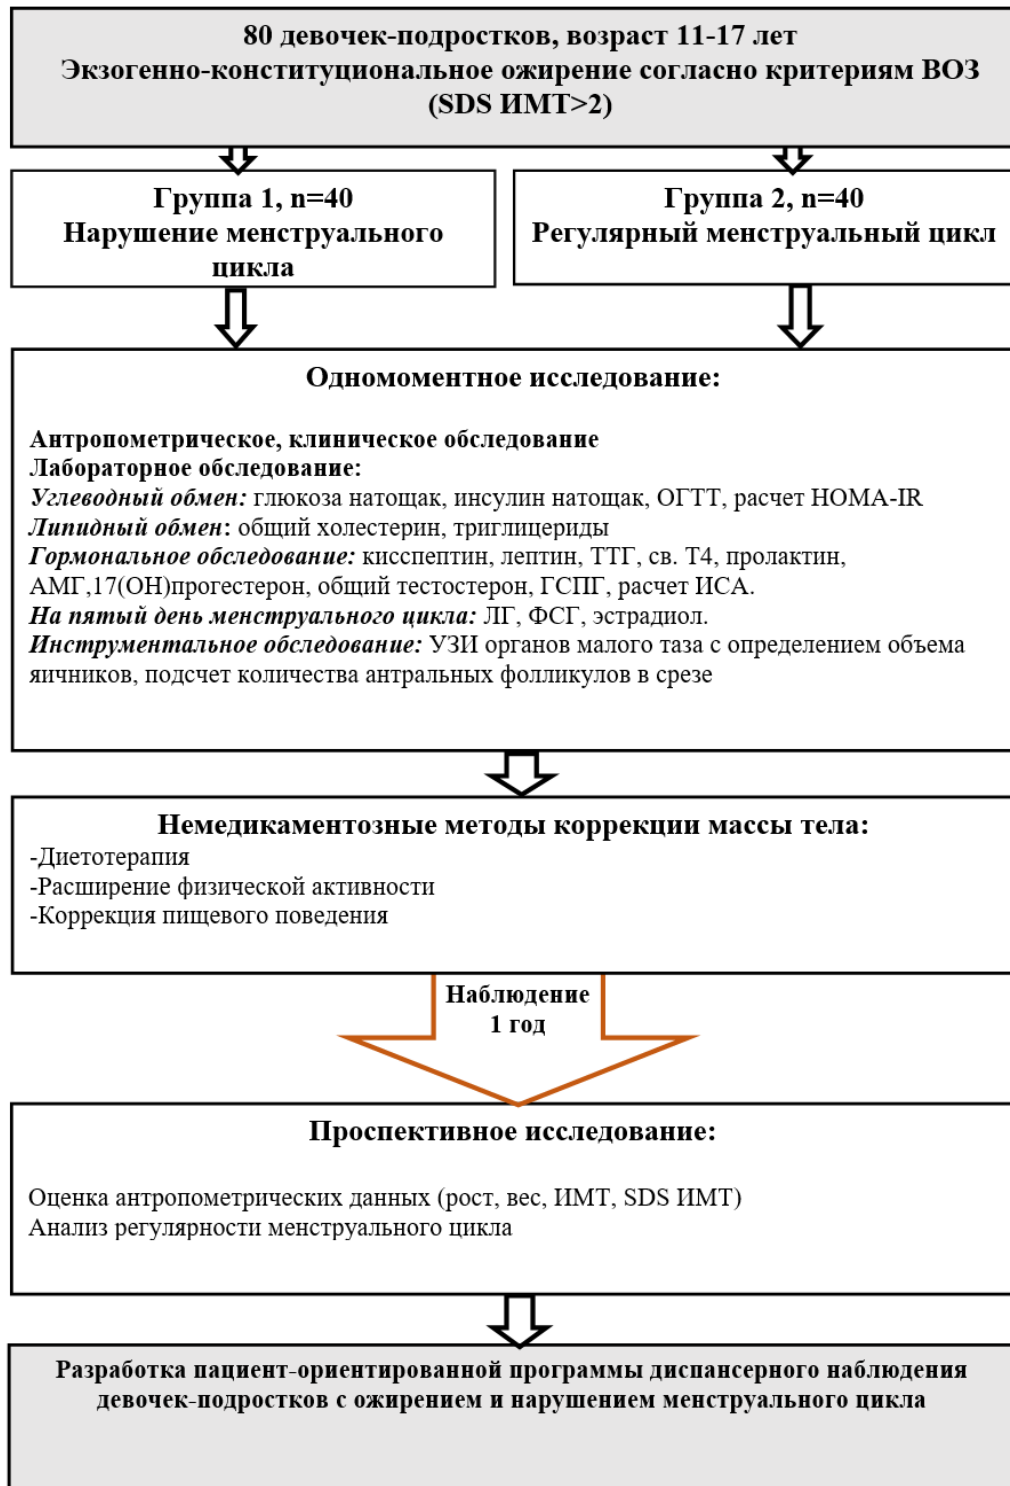 80 девочек-подростков, возраст 11-17 лет
Экзогенно-конституциональное ожирение согласно критериям ВОЗ
(SDS ИМТ>2)
Группа 1, n=40
Нарушение менструального
цикла
Группа 2, n=40
Регулярный менструальный цикл
Одномоментное исследование:
Антропометрическое, клиническое обследование
Лабораторное обследование:
Углеводный обмен: глюкоза натощак, инсулин натощак, ОГТТ, расчет HOMA-IR
Липидный обмен: общий холестерин, триглицериды
Гормональное обследование: кисспептин, лептин, ТТГ, св. Т4, пролактин,
АМГ,17(ОН)прогестерон, общий тестостерон, ГСПГ, расчет ИСА.
На пятый день менструального цикла: ЛГ, ФСГ, эстрадиол.
Инструментальное обследование: УЗИ органов малого таза с определением объема
яичников, подсчет количества антральных фолликулов в срезе
Немедикаментозные методы коррекции массы тела:
-Диетотерапия
-Расширение физической активности
-Коррекция пищевого поведения
Наблюдение
1 год
Проспективное исследование:
Оценка антропометрических данных (рост, вес, ИМТ, SDS ИМТ)
Анализ регулярности менструального цикла
Разработка пациент-ориентированной программы диспансерного наблюдения
девочек-подростков с ожирением и нарушением менструального цикла